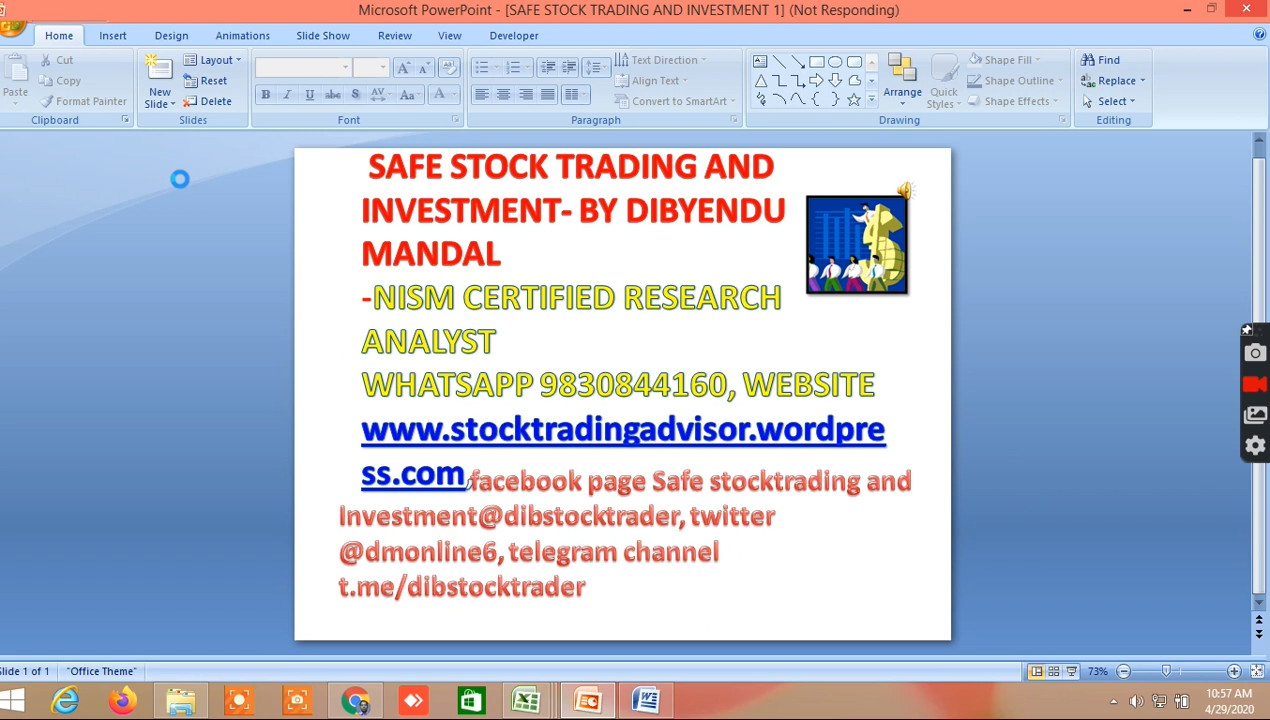 Microsoft PowerPoint - [SAFE STOCK TRADING AND INVESTMENT 1] (Not Responding)
Home Insert Design Animations Slide Show Review View Developer
Paste Cut Copy Format Painter
Clipboard
New Slide Layout Reset Delete
Slides
Font
Text Direction Align Text Convert to SmartArt
Paragraph
Arrange Quick Styles Shape Fill Shape Outline Shape Effects
Drawing
Find Replace Select
Editing
SAFE STOCK TRADING AND
INVESTMENT- BY DIBYENDU
MANDAL
-NISM CERTIFIED RESEARCH
ANALYST
WHATSAPP 9830844160, WEBSITE
www.stocktradingadvisor.wordpre
ss.com,facebook page Safe stocktrading and
Investment@dibstocktrader, twitter
@dmonline6, telegram channel
t.me/dibstocktrader
Slide 1 of 1 "Office Theme" 73%
10:57 AM
4/29/2020